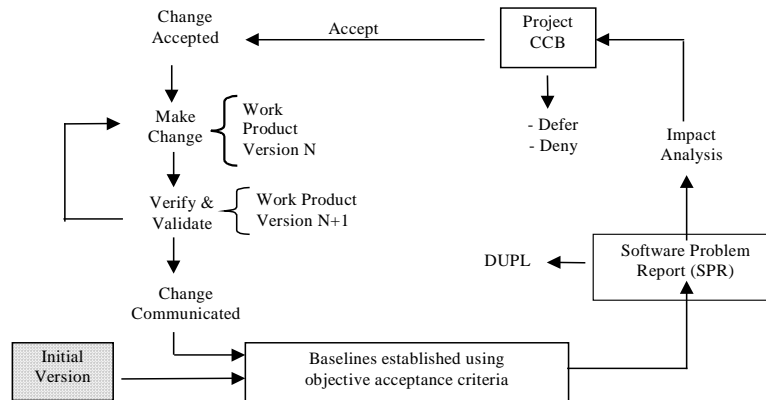 Change
Accepted
Accept
Project
CCB
Make
Change
Work
Product
Version N
- Defer
- Deny
Impact
Analysis
Verify &
Validate
Work Product
Version N+1
DUPL
Software Problem
Report (SPR)
Change
Communicated
Initial
Version
Baselines established using
objective acceptance criteria